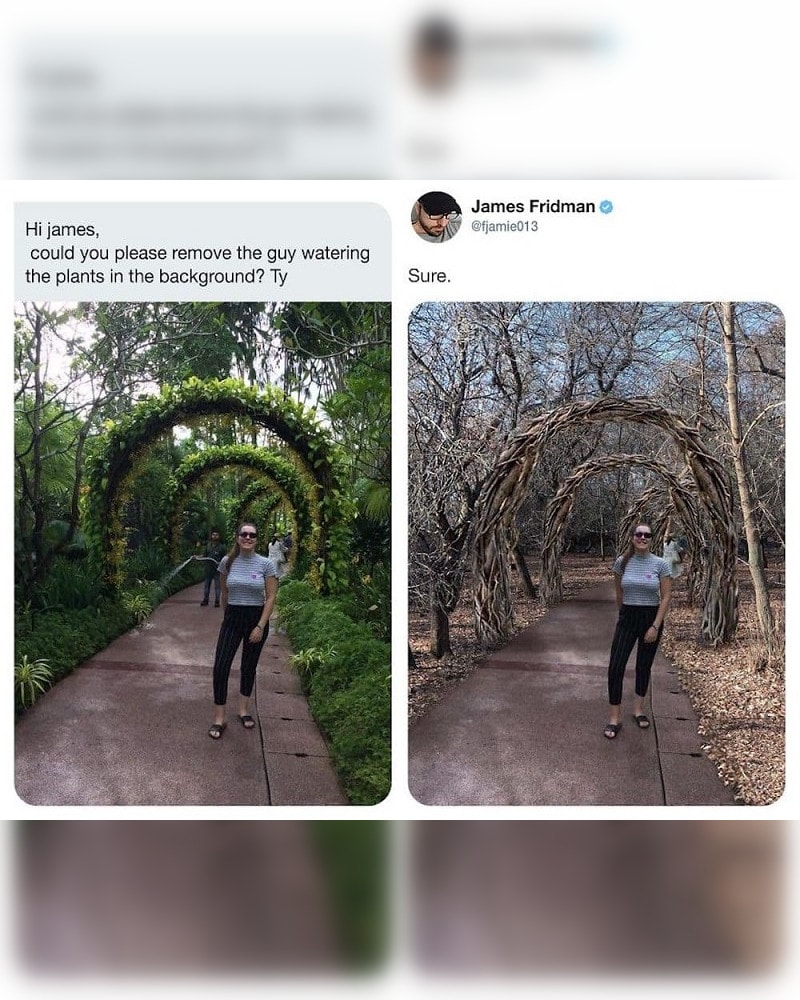 Hi james,
could you please remove the guy watering
the plants in the background? Ty
James Fridman
@fjamie013
Sure.